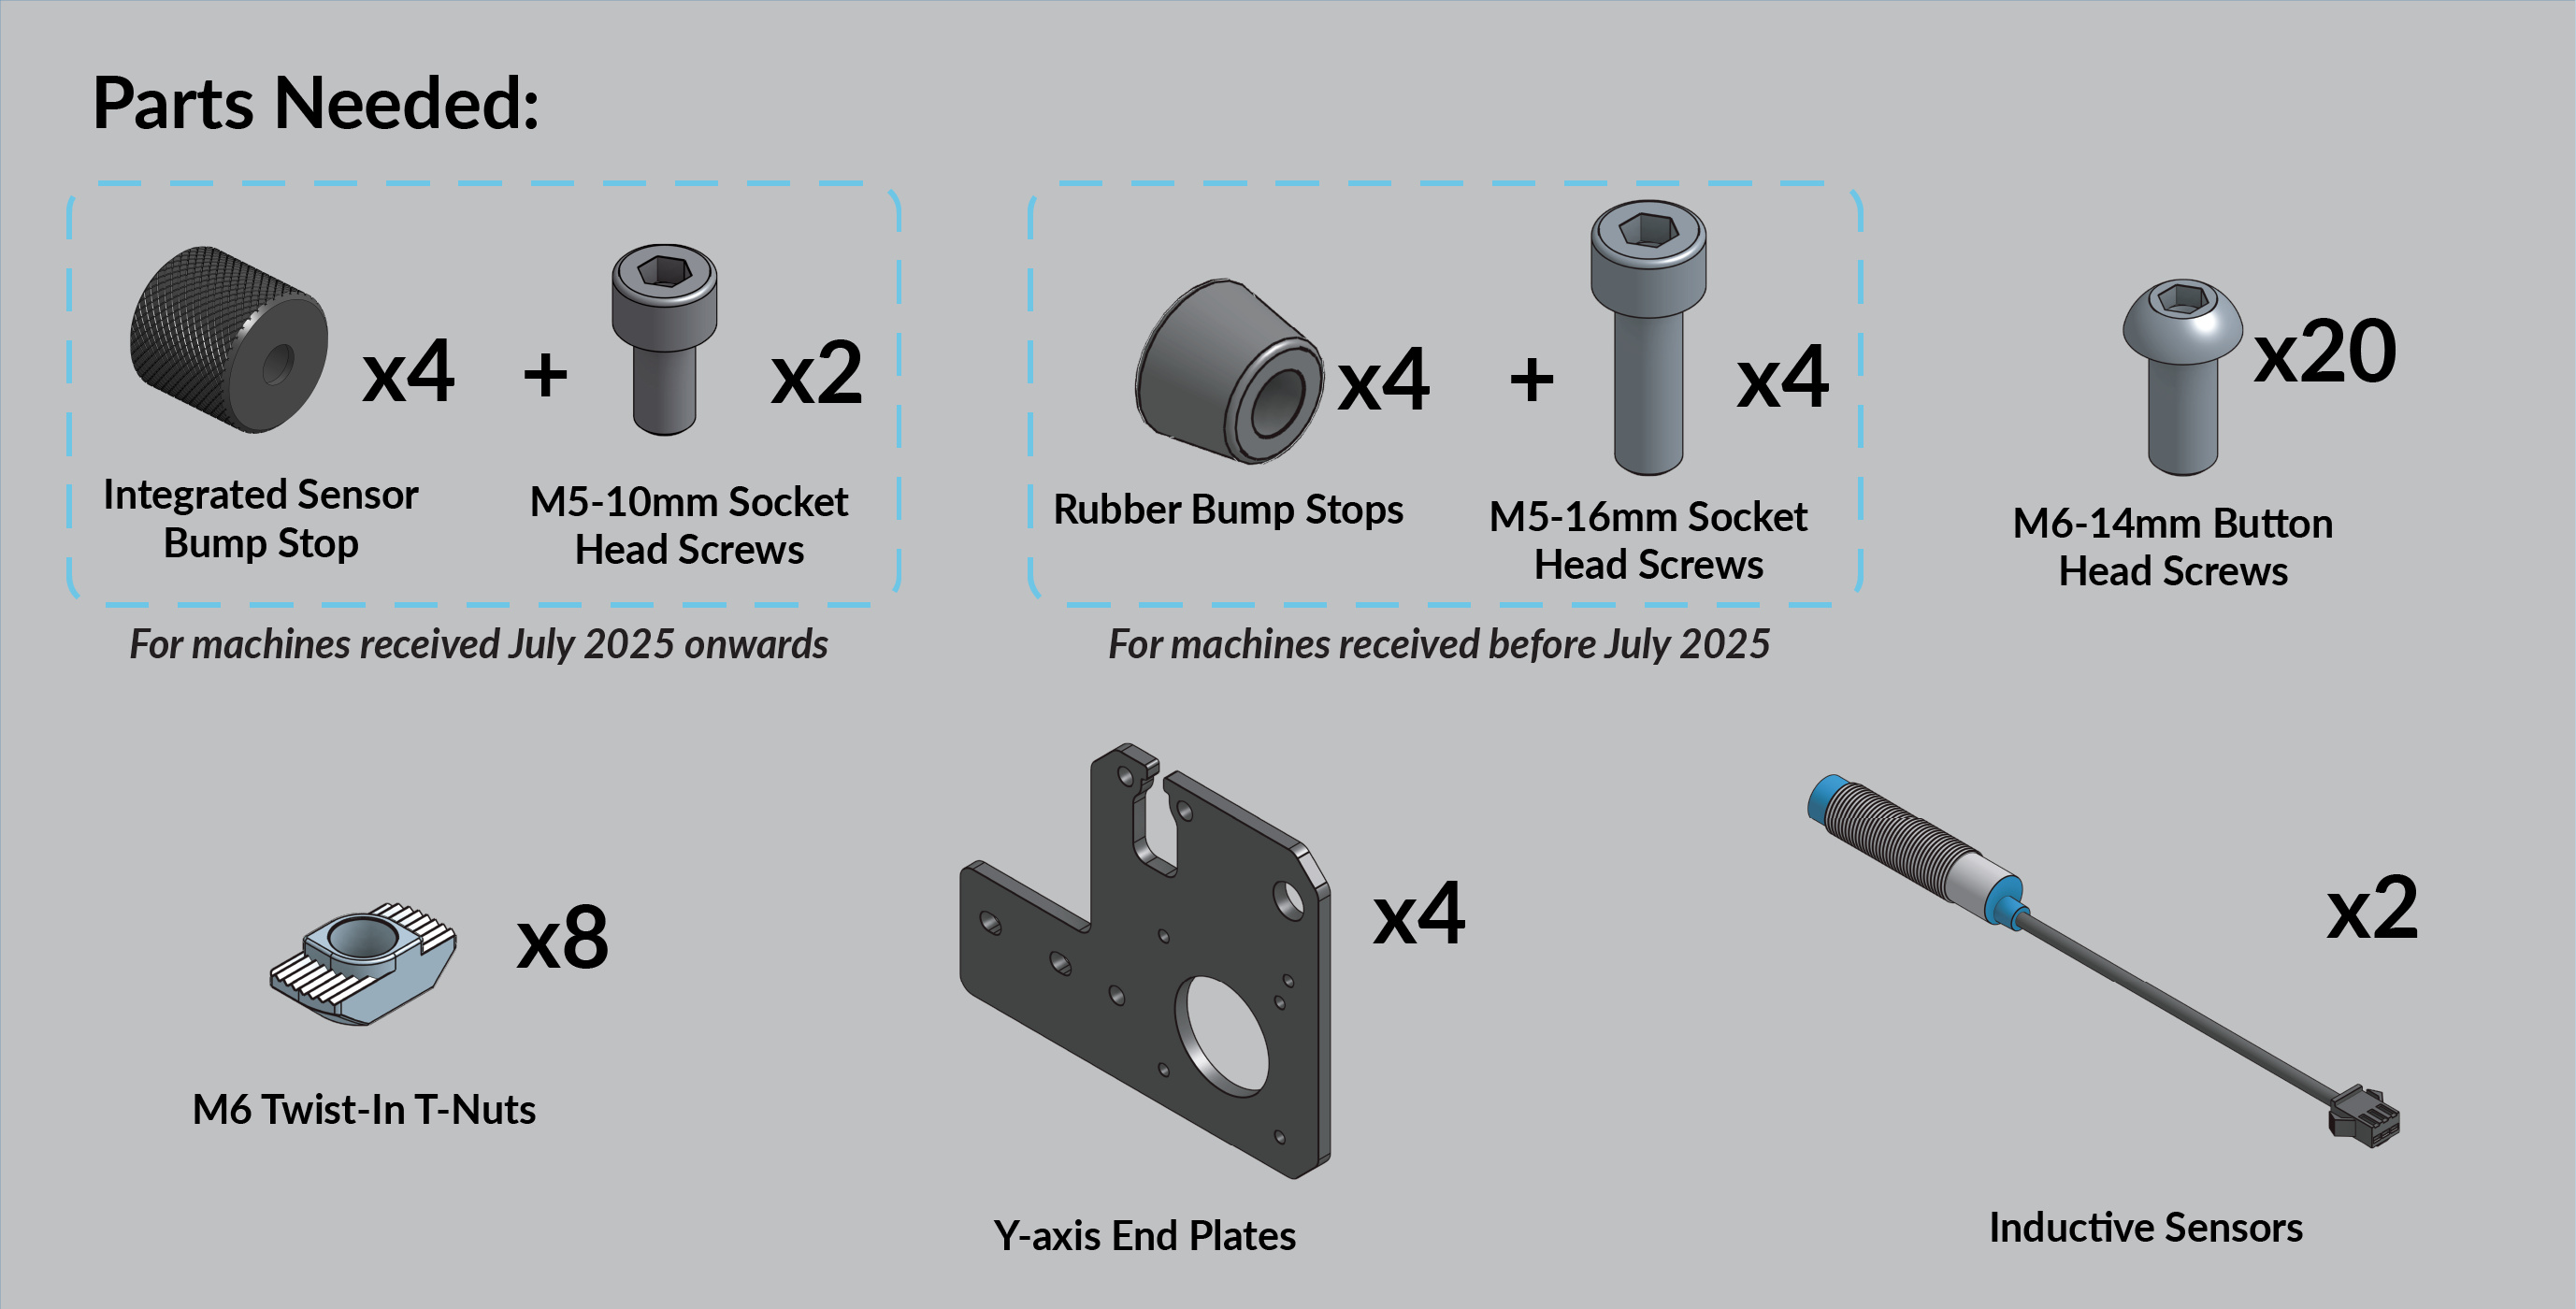 Parts Needed:
x4 + x2
Integrated Sensor
Bump Stop
M5-10mm Socket
Head Screws
For machines received July 2025 onwards
x4 + x4
Rubber Bump Stops
M5-16mm Socket
Head Screws
For machines received before July 2025
x20
M6-14mm Button
Head Screws
x8
M6 Twist-In T-Nuts
x4
Y-axis End Plates
x2
Inductive Sensors